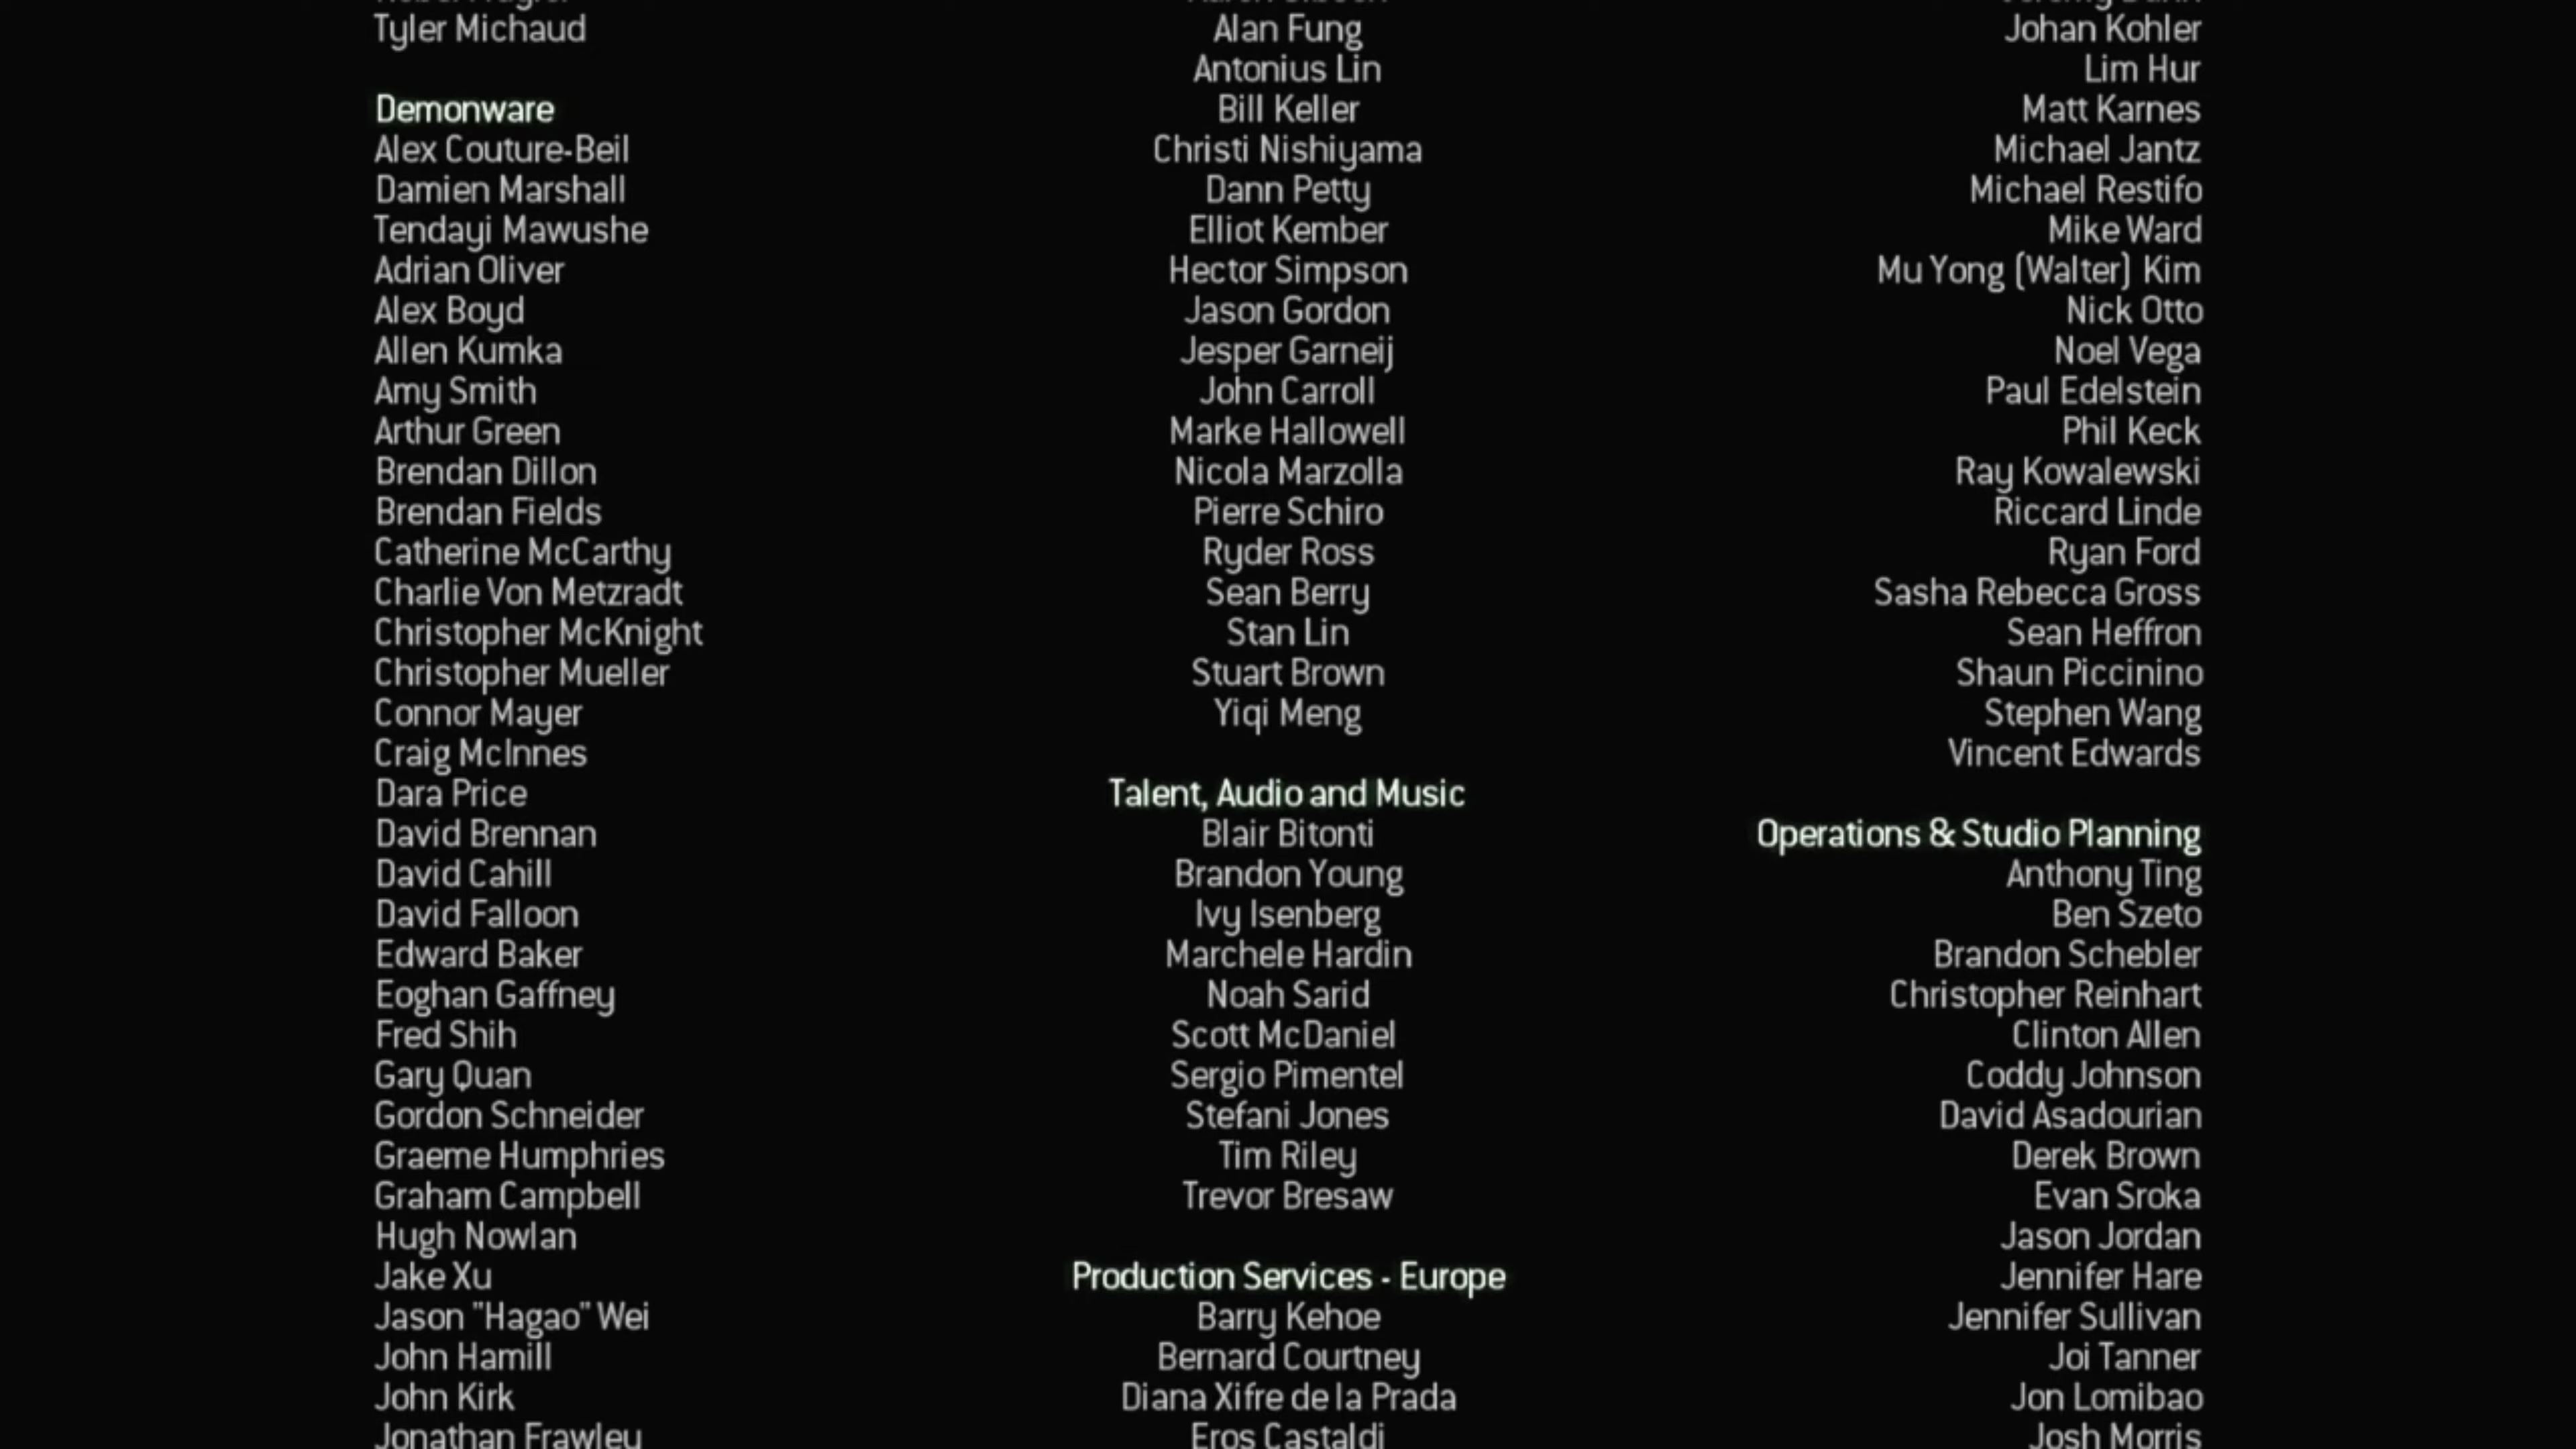 Tyler Michaud
Demonware
Alex Couture-Beil
Damien Marshall
Tendayi Mawushe
Adrian Oliver
Alex Boyd
Allen Kumka
Amy Smith
Arthur Green
Brendan Dillon
Brendan Fields
Catherine McCarthy
Charlie Von Metzradt
Christopher McKnight
Christopher Mueller
Connor Mayer
Craig McInnes
Dara Price
David Brennan
David Cahill
David Falloon
Edward Baker
Eoghan Gaffney
Fred Shih
Gary Quan
Gordon Schneider
Graeme Humphries
Graham Campbell
Hugh Nowlan
Jake Xu
Jason "Hagao" Wei
John Hamill
John Kirk
Jonathan Frawley
Alan Fung
Antonius Lin
Bill Keller
Christi Nishiyama
Dann Petty
Elliot Kember
Hector Simpson
Jason Gordon
Jesper Garneij
John Carroll
Marke Hallowell
Nicola Marzolla
Pierre Schiro
Ryder Ross
Sean Berry
Stan Lin
Stuart Brown
Yiqi Meng
Talent, Audio and Music
Blair Bitonti
Brandon Young
Ivy Isenberg
Marchele Hardin
Noah Sarid
Scott McDaniel
Sergio Pimentel
Stefani Jones
Tim Riley
Trevor Bresaw
Production Services - Europe
Barry Kehoe
Bernard Courtney
Diana Xifre de la Prada
Eros Castaldi
Johan Kohler
Lim Hur
Matt Karnes
Michael Jantz
Michael Restifo
Mike Ward
Mu Yong (Walter) Kim
Nick Otto
Noel Vega
Paul Edelstein
Phil Keck
Ray Kowalewski
Riccard Linde
Ryan Ford
Sasha Rebecca Gross
Sean Heffron
Shaun Piccinino
Stephen Wang
Vincent Edwards
Operations & Studio Planning
Anthony Ting
Ben Szeto
Brandon Schebler
Christopher Reinhart
Clinton Allen
Coddy Johnson
David Asadourian
Derek Brown
Evan Sroka
Jason Jordan
Jennifer Hare
Jennifer Sullivan
Joi Tanner
Jon Lomibao
Josh Morris